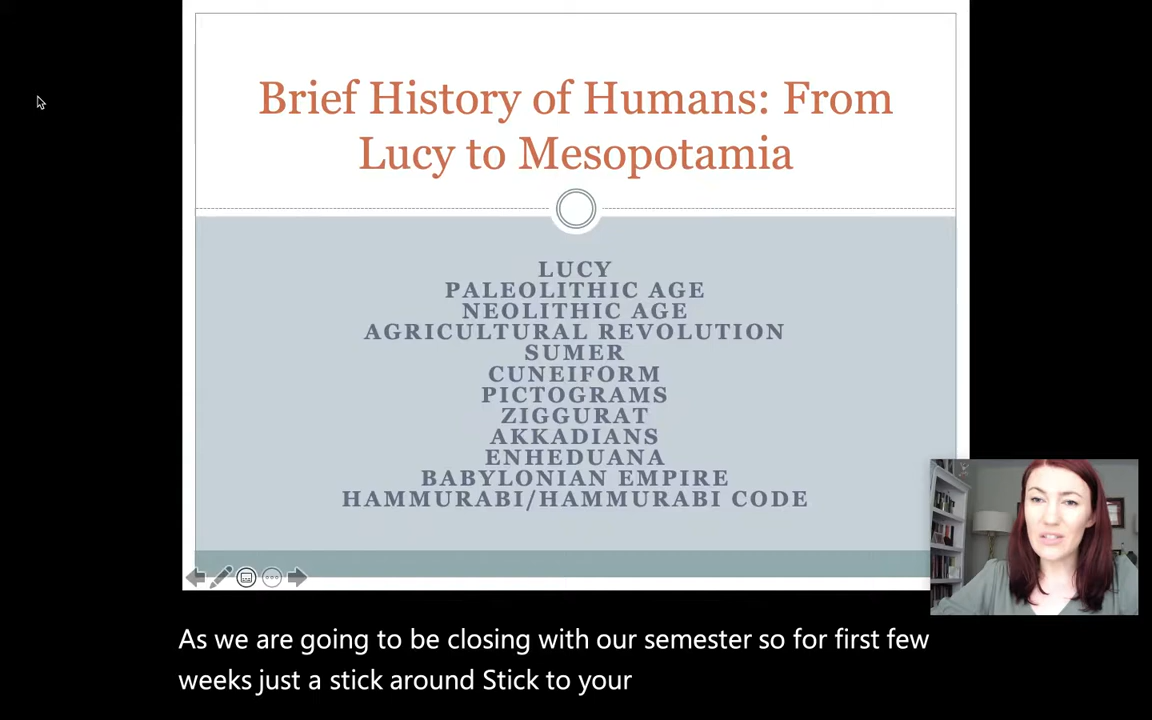 Brief History of Humans: From
Lucy to Mesopotamia
LUCY
PALEOLITHIC AGE
NEOLITHIC AGE
AGRICULTURAL REVOLUTION
SUMER
CUNEIFORM
PICTOGRAMS
ZIGGURAT
AKKADIANS
ENHEDUANA
BABYLONIAN EMPIRE
HAMMURABI/HAMMURABI CODE
As we are going to be closing with our semester so for first few
weeks just a stick around Stick to your